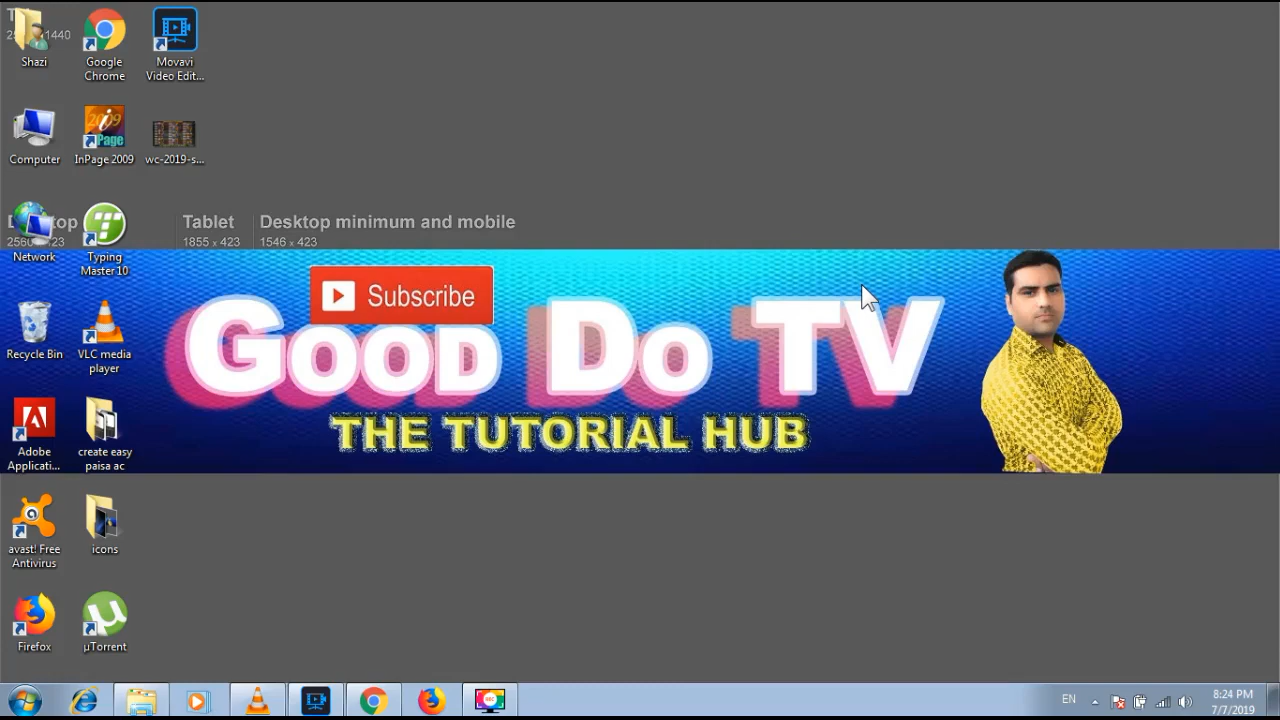 Shazi
Google
Chrome
Movavi
Video Edit...
Computer
InPage 2009
wc-2019-s...
Tablet
1855 x 423
Desktop minimum and mobile
1546 x 423
Network
Typing
Master 10
Subscribe
GOOD DO TV
THE TUTORIAL HUB
Recycle Bin
VLC media
player
Adobe
Applicati...
create easy
paisa ac
avast! Free
Antivirus
icons
Firefox
µTorrent
EN
8:24 PM
7/7/2019